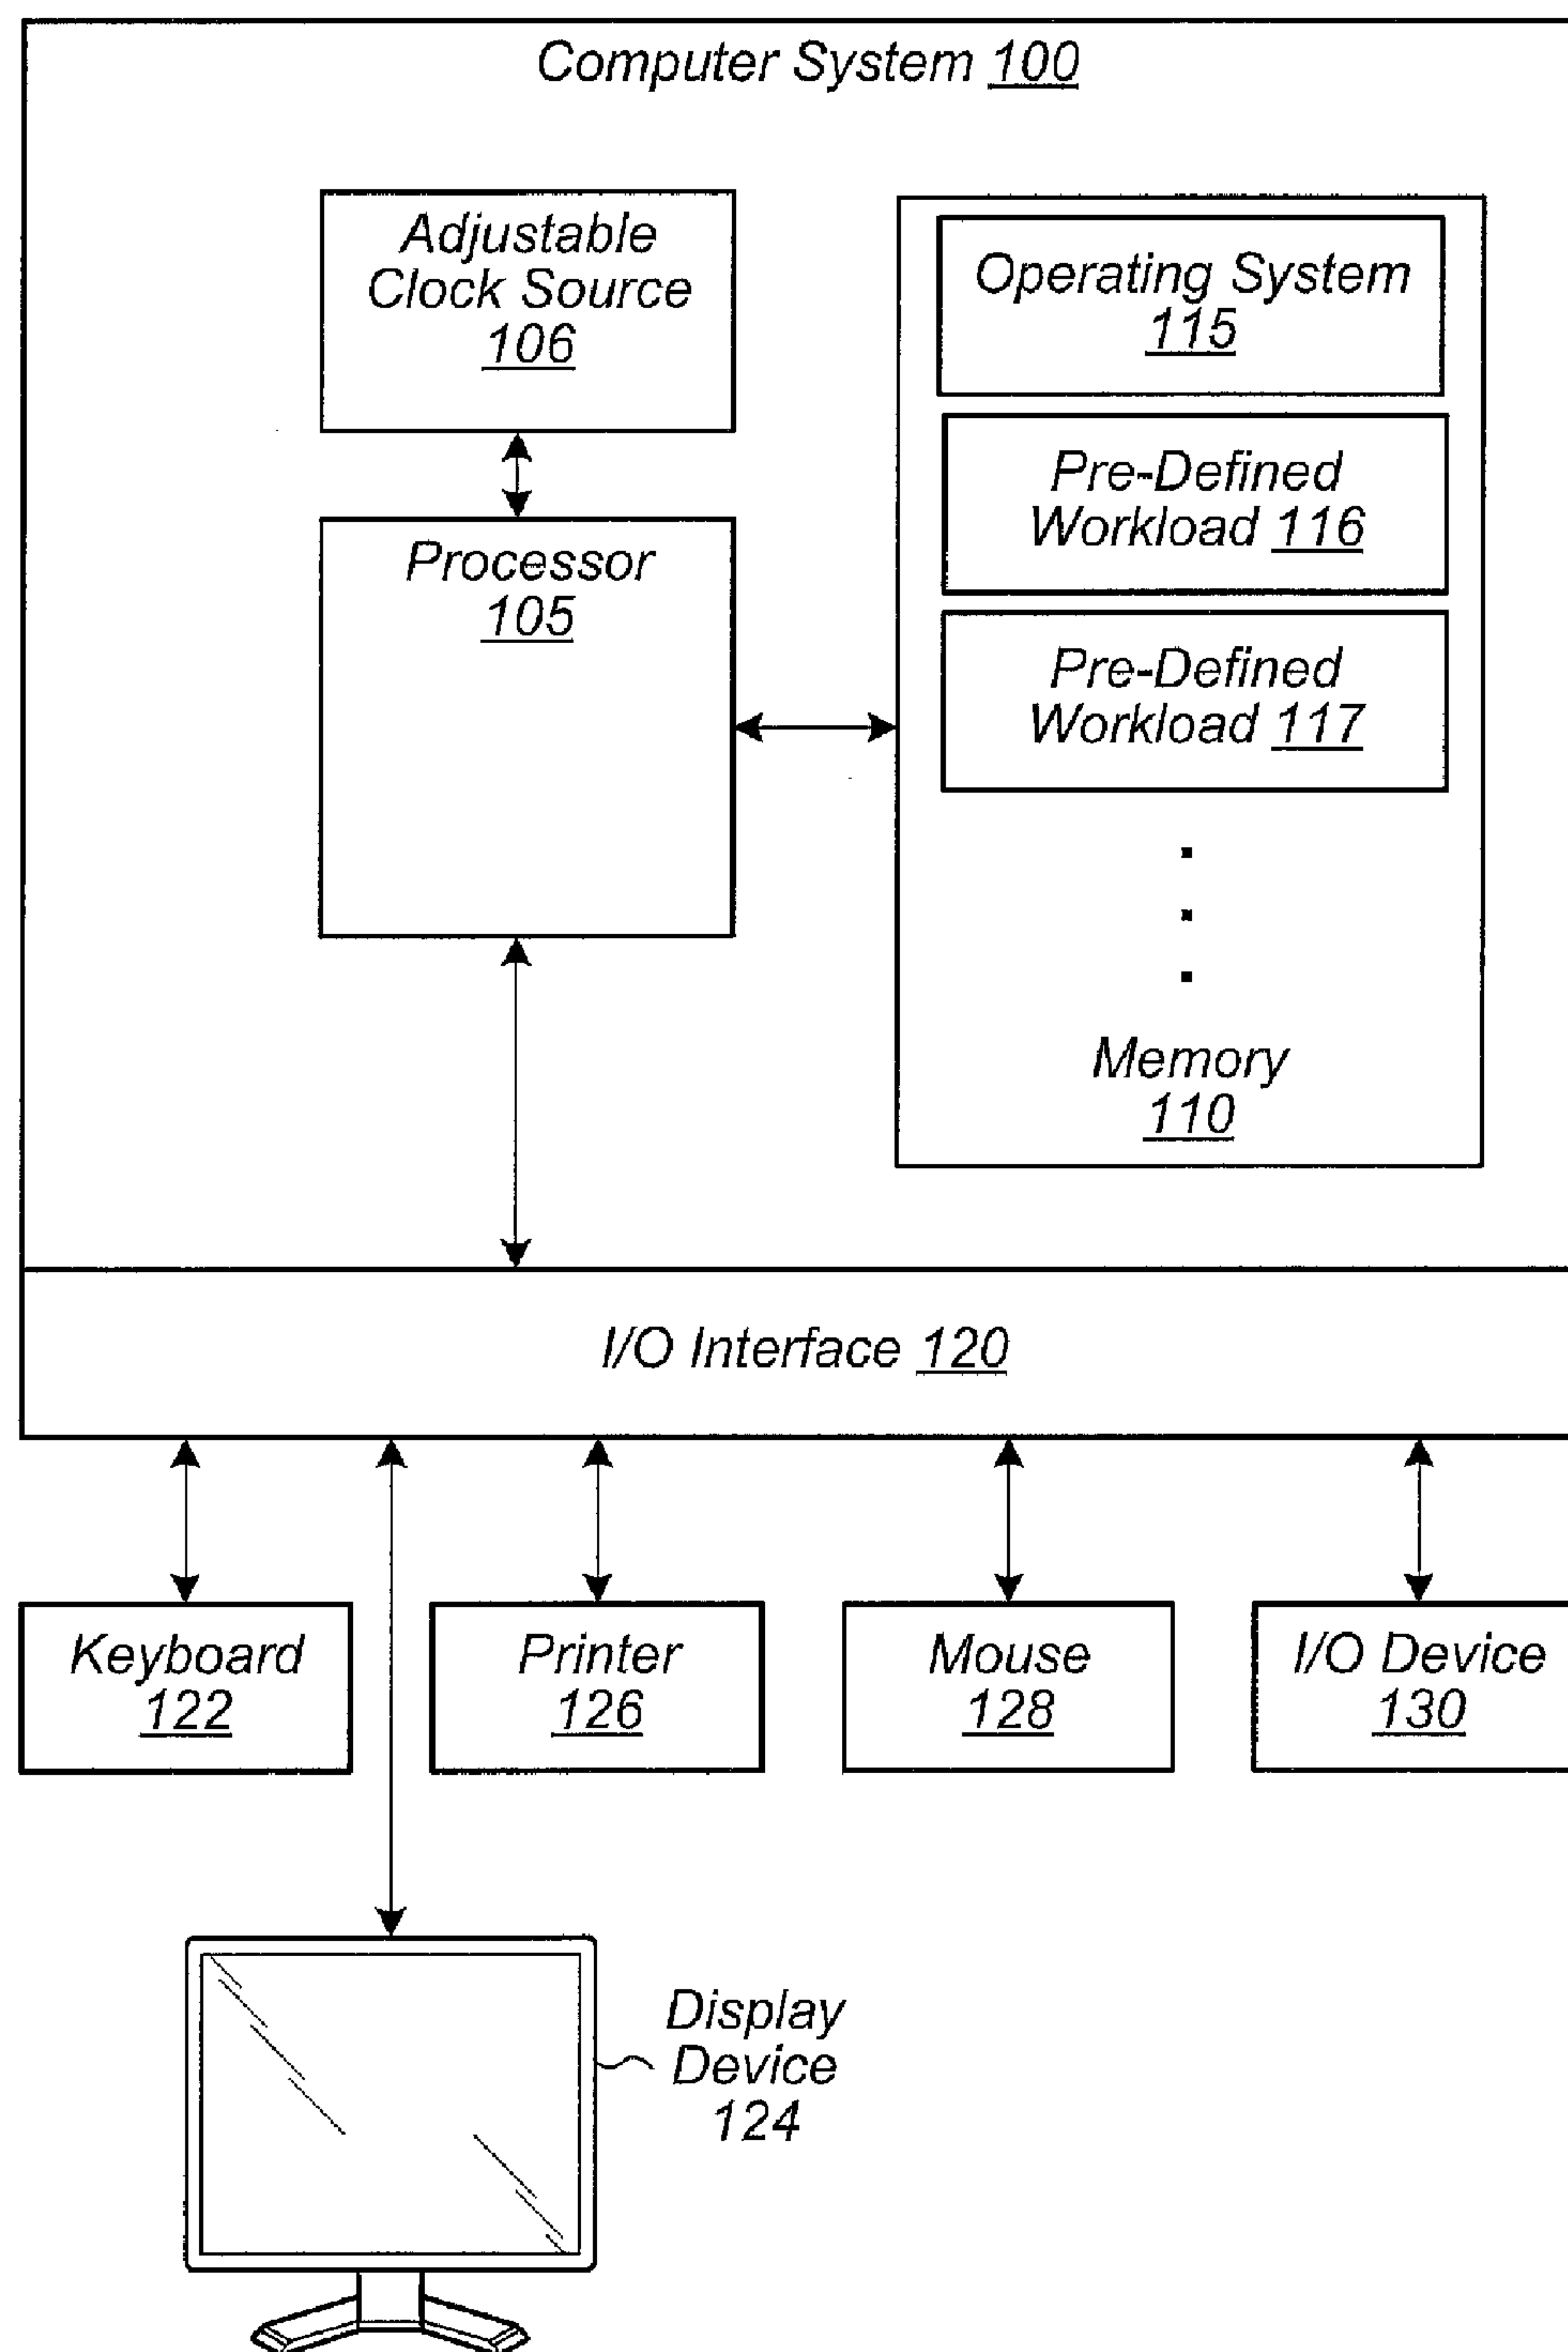 Computer System 100
Adjustable
Clock Source
106
Operating System
115
Pre-Defined
Workload 116
Processor
105
Pre-Defined
Workload 117
Memory
110
I/O Interface 120
Keyboard
122
Printer
126
Mouse
128
I/O Device
130
Display
Device
124